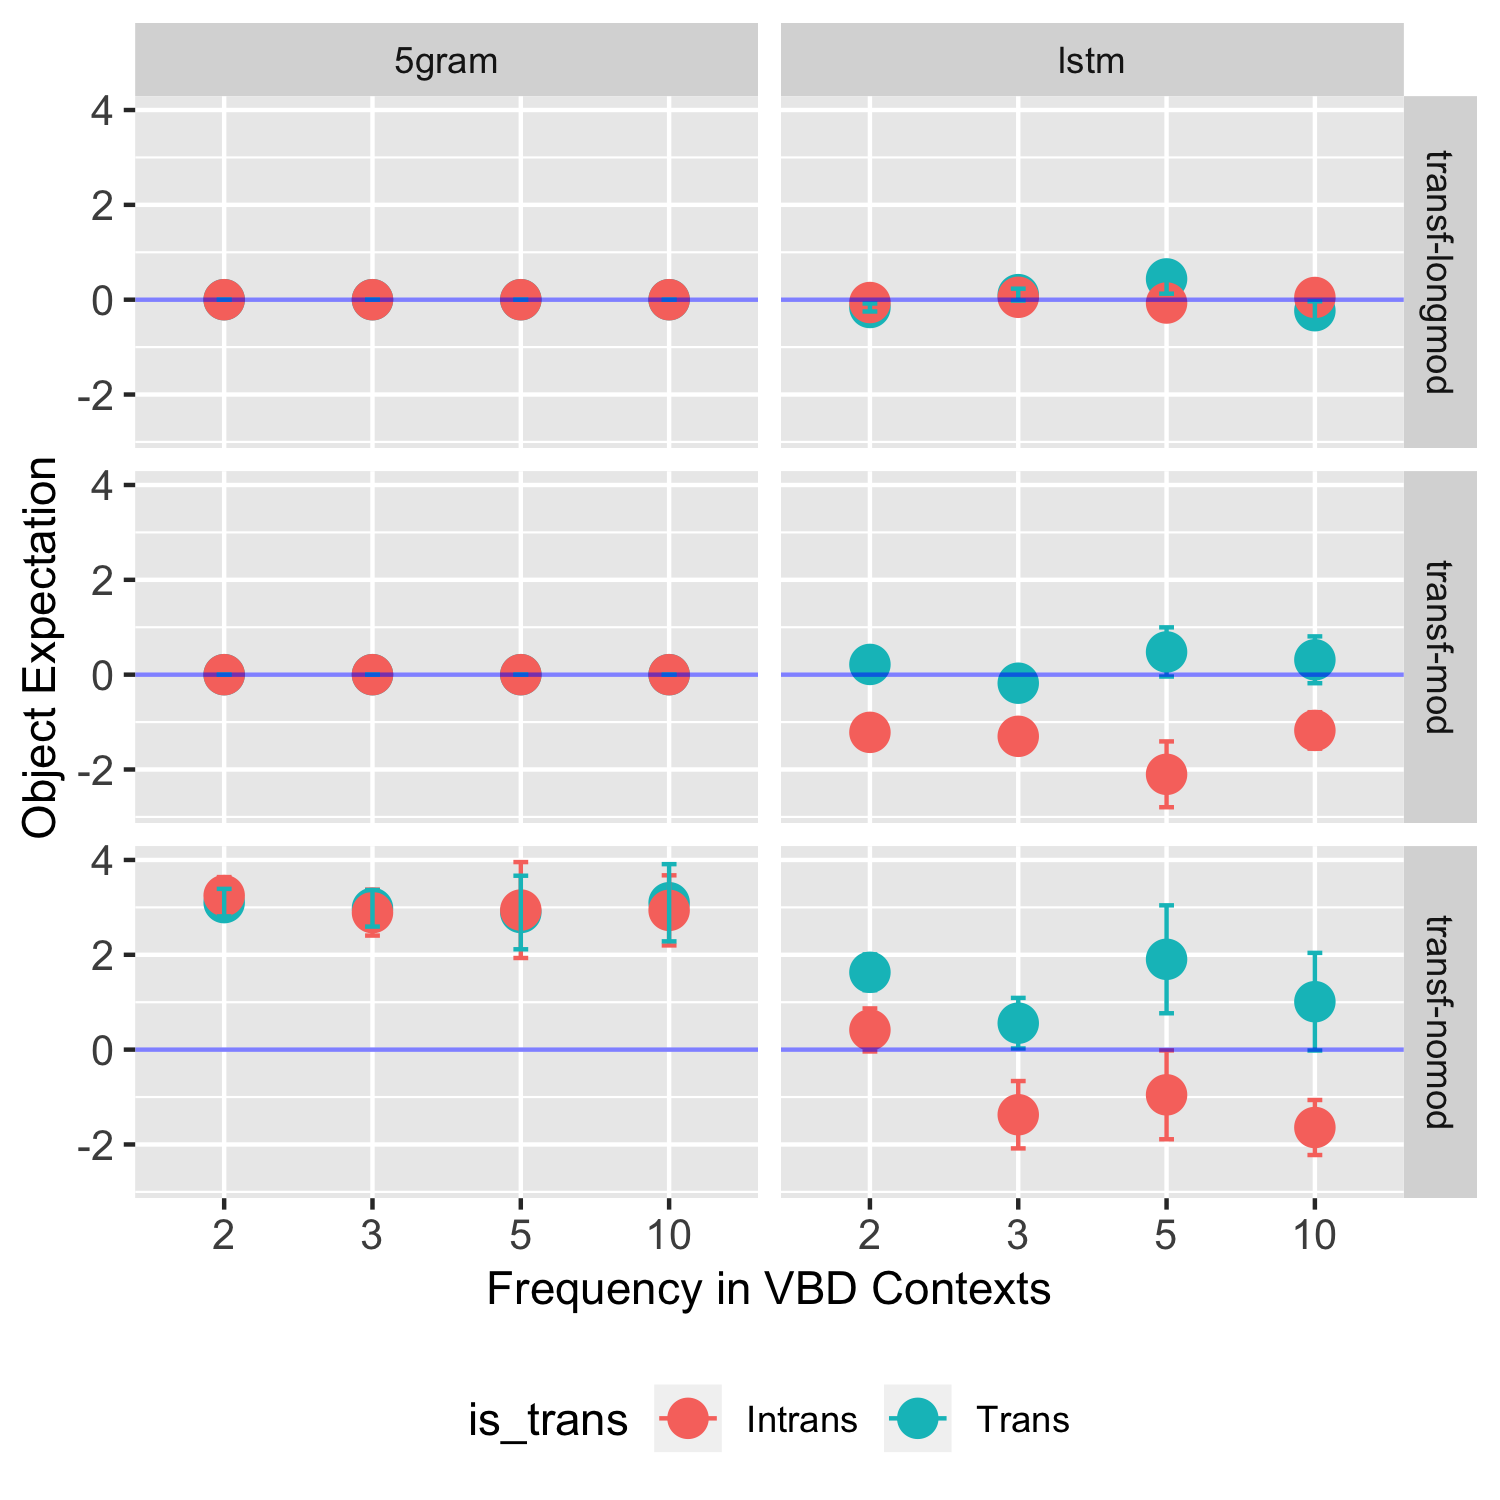 5gram
lstm
4
2
0
-2
transf-longmod
4
2
0
-2
transf-mod
4
2
0
-2
transf-nomod
Object Expectation
2 3 5 10
2 3 5 10
Frequency in VBD Contexts
is_trans Intrans Trans